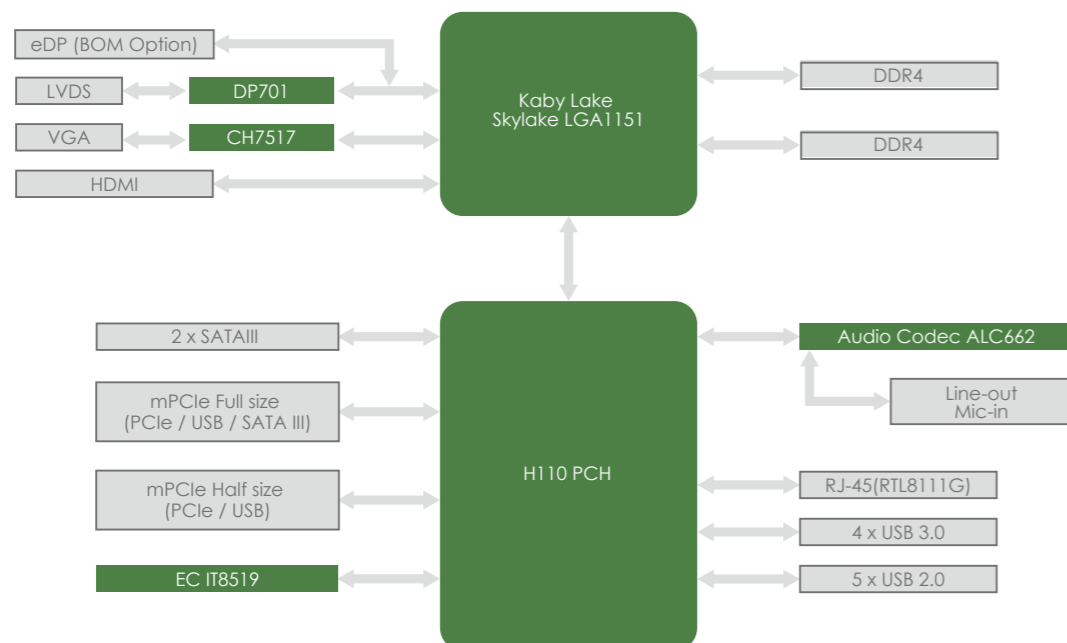 eDP (BOM Option)
LVDS
DP701
VGA
CH7517
HDMI
Kaby Lake
Skylake LGA1151
DDR4
DDR4
2 x SATAIII
mPCIe Full size
(PCIe / USB / SATA III)
mPCIe Half size
(PCIe / USB)
EC IT8519
H110 PCH
Audio Codec ALC662
Line-out
Mic-in
RJ-45(RTL8111G)
4 x USB 3.0
5 x USB 2.0